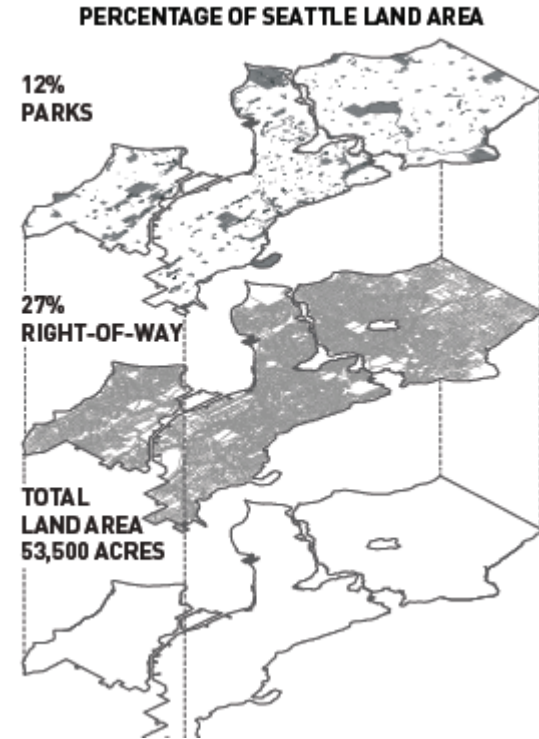 PERCENTAGE OF SEATTLE LAND AREA
12%
PARKS
27%
RIGHT-OF-WAY
TOTAL
LAND AREA
53,500 ACRES